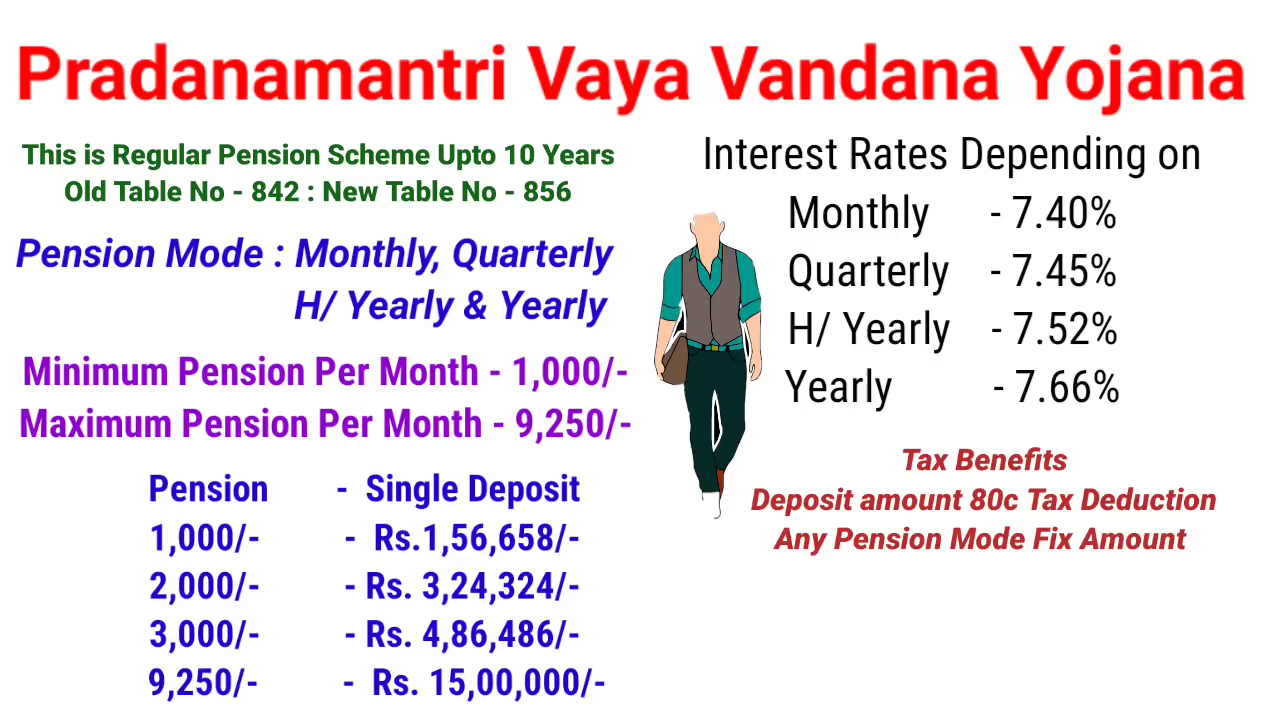 Pradanamantri Vaya Vandana Yojana
This is Regular Pension Scheme Upto 10 Years
Old Table No - 842 : New Table No - 856
Pension Mode : Monthly, Quarterly
H/ Yearly & Yearly
Minimum Pension Per Month - 1,000/-
Maximum Pension Per Month - 9,250/-
Pension - Single Deposit
1,000/- - Rs.1,56,658/-
2,000/- - Rs. 3,24,324/-
3,000/- - Rs. 4,86,486/-
9,250/- - Rs. 15,00,000/-
Interest Rates Depending on
Monthly - 7.40%
Quarterly - 7.45%
H/ Yearly - 7.52%
Yearly - 7.66%
Tax Benefits
Deposit amount 80c Tax Deduction
Any Pension Mode Fix Amount